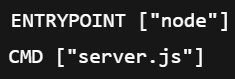 ENTRYPOINT ["node"]
CMD ["server.js"]